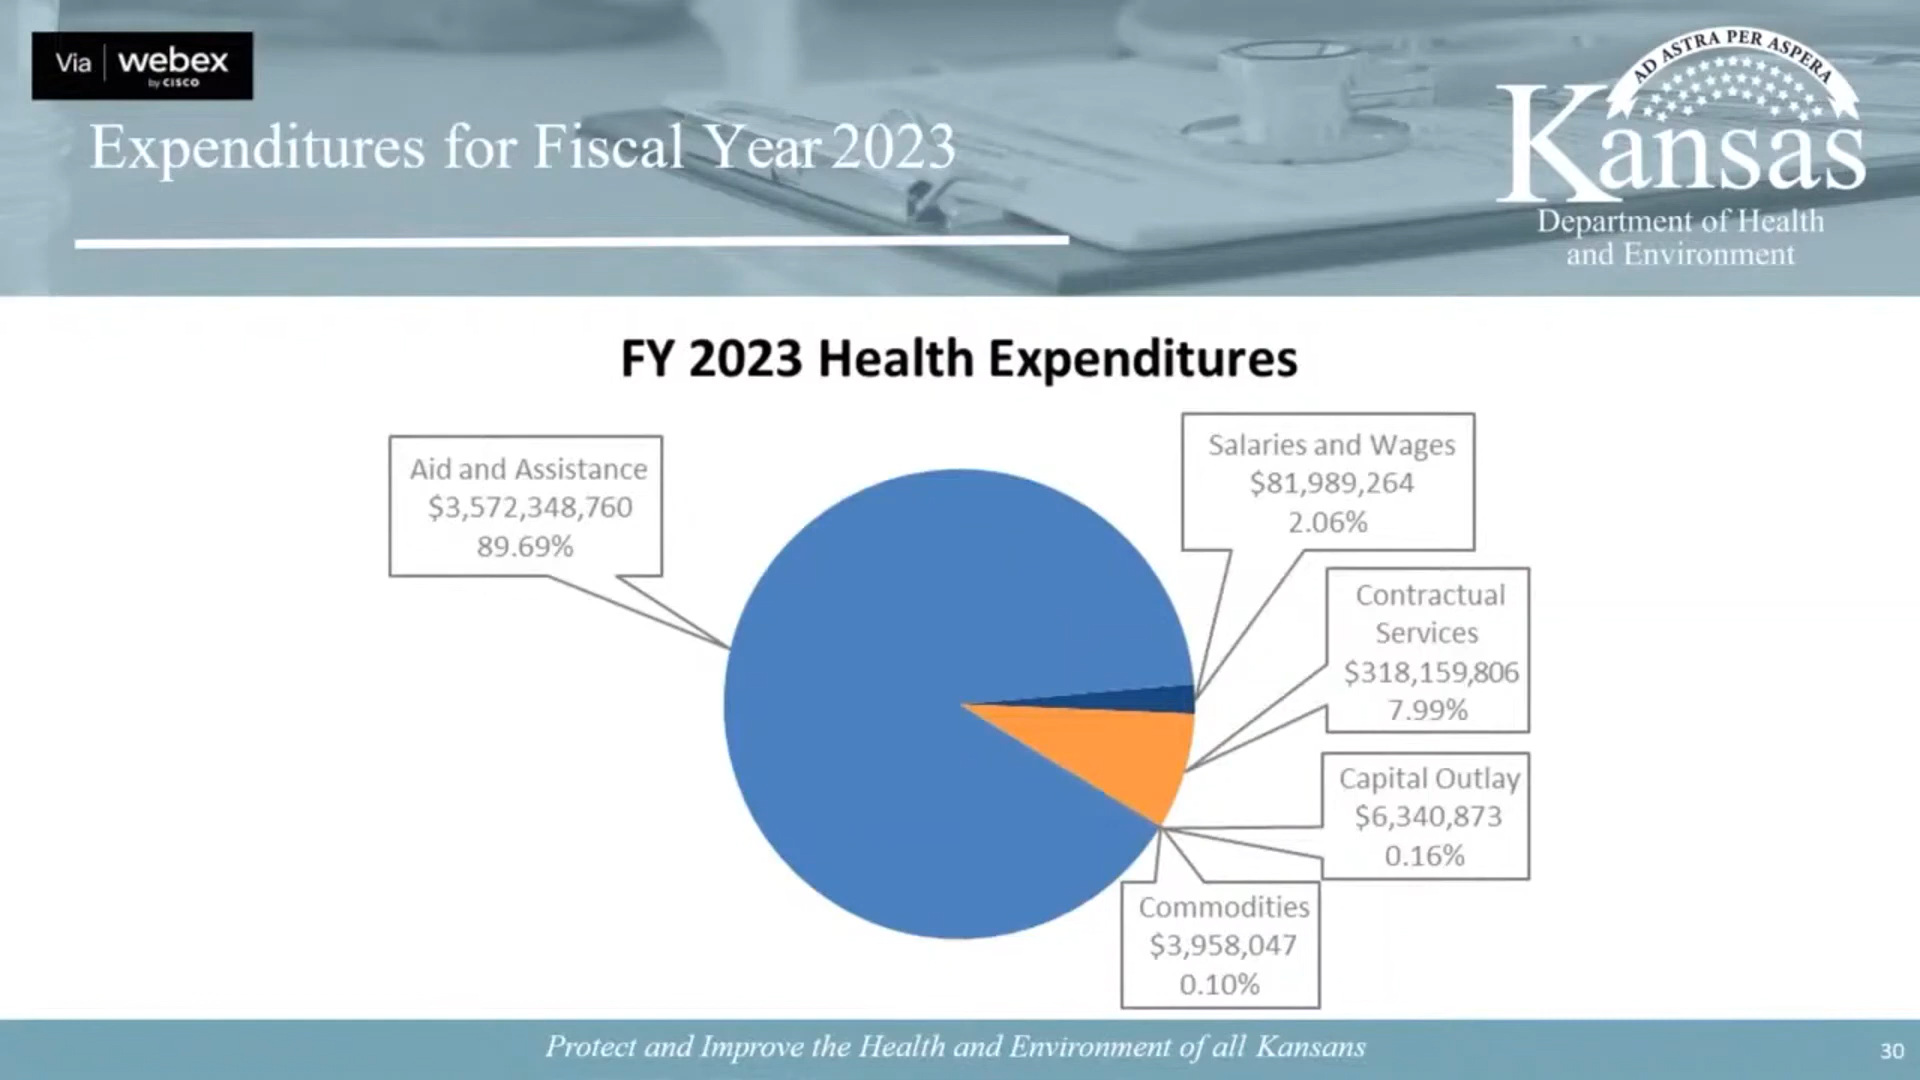 Via webex
by CISCO
AD ASTRA PER ASPERA
Kansas
Department of Health
and Environment
Expenditures for Fiscal Year 2023
FY 2023 Health Expenditures
Aid and Assistance
$3,572,348,760
89.69%
Salaries and Wages
$81,989,264
2.06%
Contractual
Services
$318,159,806
7.99%
Capital Outlay
$6,340,873
0.16%
Commodities
$3,958,047
0.10%
Protect and Improve the Health and Environment of all Kansans
30